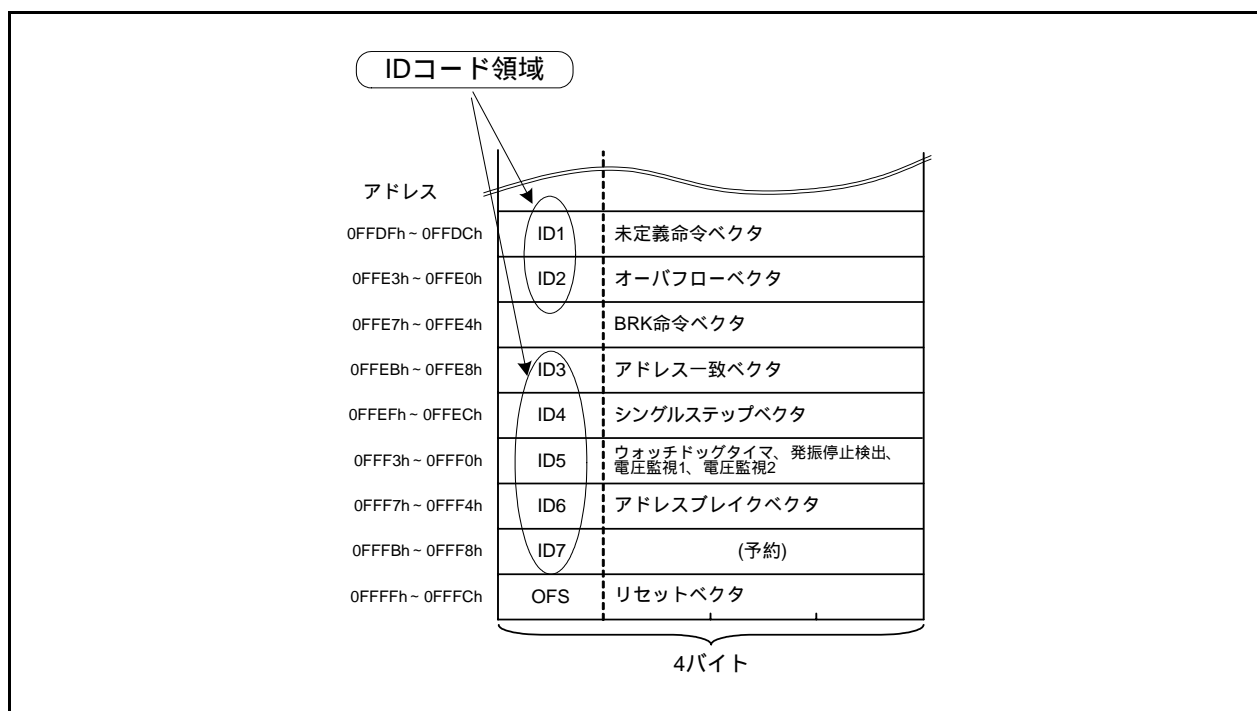 IDコード領域
アドレス
0FFDFh ~ 0FFDCh ID1 未定義命令ベクタ
0FFE3h ~ 0FFE0h ID2 オーバフローベクタ
0FFE7h ~ 0FFE4h BRK命令ベクタ
0FFEBh ~ 0FFE8h ID3 アドレス一致ベクタ
0FFEFh ~ 0FFECh ID4 シングルステップベクタ
0FFF3h ~ 0FFF0h ID5 ウォッチドッグタイマ、発振停止検出、
電圧監視1、電圧監視2
0FFF7h ~ 0FFF4h ID6 アドレスブレイクベクタ
0FFFBh ~ 0FFF8h ID7 (予約)
0FFFFh ~ 0FFFCh OFS リセットベクタ
4バイト